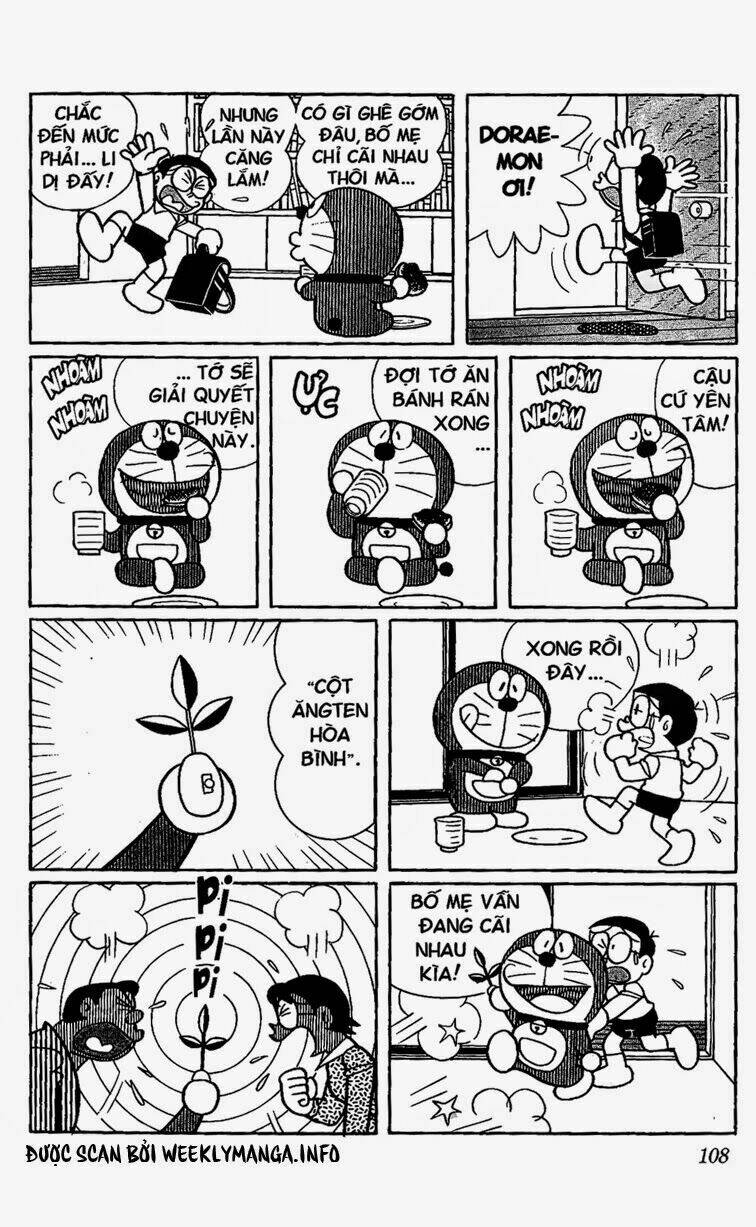 DORAE-
MON
ƠI!
CÓ GÌ GHÊ GỚM
ĐÂU, BỐ MẸ
CHỈ CÃI NHAU
THÔI MÀ...
NHƯNG
LẦN NÀY
CĂNG
LẮM!
CHẮC
ĐẾN MỨC
PHẢI... LI
DỊ ĐẤY!
CẬU
CỨ YÊN
TÂM!
NHOÀM
NHOÀM
ĐỢI TỚ ĂN
BÁNH RÁN
XONG
...
ỰC
... TỚ SẼ
GIẢI QUYẾT
CHUYỆN
NÀY.
NHOÀM
NHOÀM
XONG RỒI
ĐÂY...
"CỘT
ĂNGTEN
HÒA
BÌNH".
BỐ MẸ VẪN
ĐANG CÃI
NHAU
KÌA!
Pi
Pi
Pi
ĐƯỢC SCAN BỞI WEEKLYMANGA.INFO
108